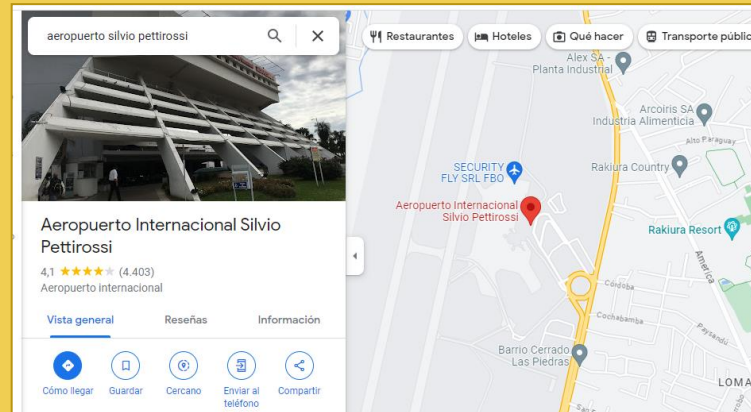 aeropuerto silvio pettirossi
Aeropuerto Internacional Silvio
Pettirossi
4,1 ★★★★★ (4.403)
Aeropuerto internacional
Vista general Reseñas Información
Cómo llegar Guardar Cercano Enviar al
teléfono Compartir
Restaurantes Hoteles Qué hacer Transporte públic
Alex SA -
Planta Industrial
Arcoiris SA
Industria Alimenticia
Alto Paraguay
SECURITY
FLY SRL FBO
Rakiura Country
Aeropuerto Internacional
Silvio Pettirossi
Rakiura Resort
America
Córdoba
Cochabamba
Paysandú
Barrio Cerrado
Las Piedras
LOMA